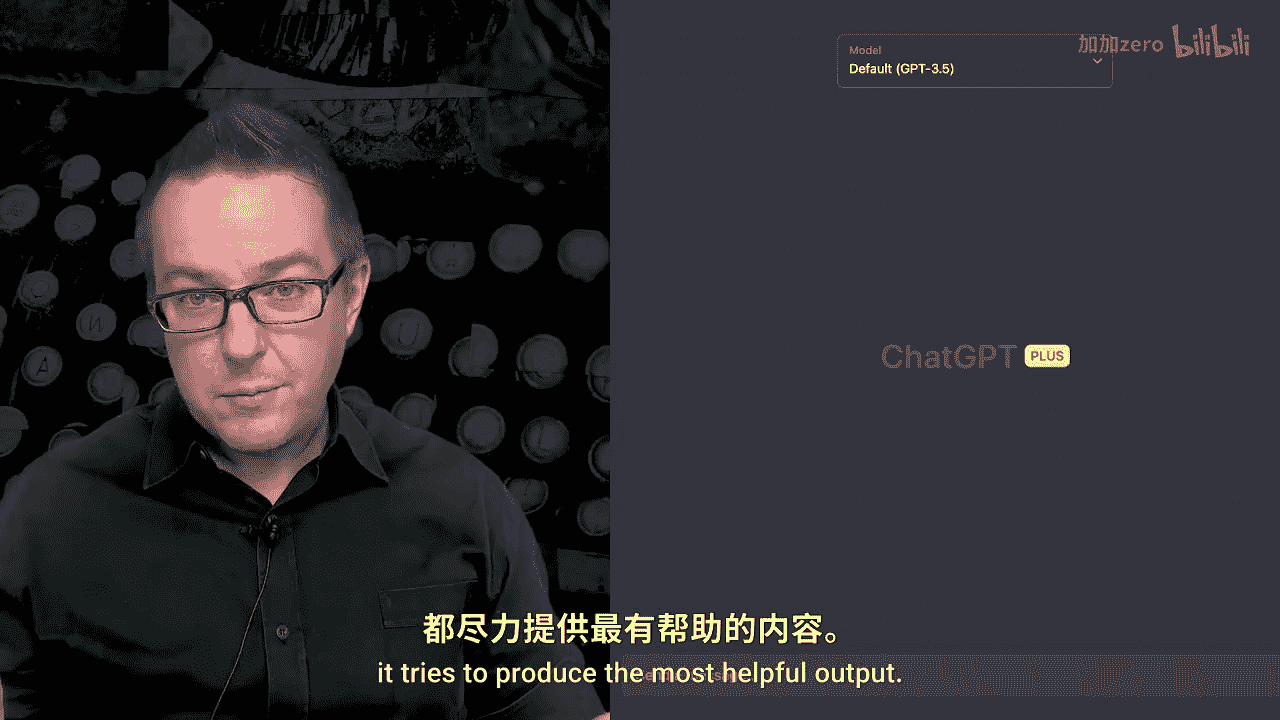 Model
Default (GPT-3.5)
加加zero bilibili
ChatGPT PLUS
都尽力提供最有帮助的内容。
it tries to produce the most helpful output.